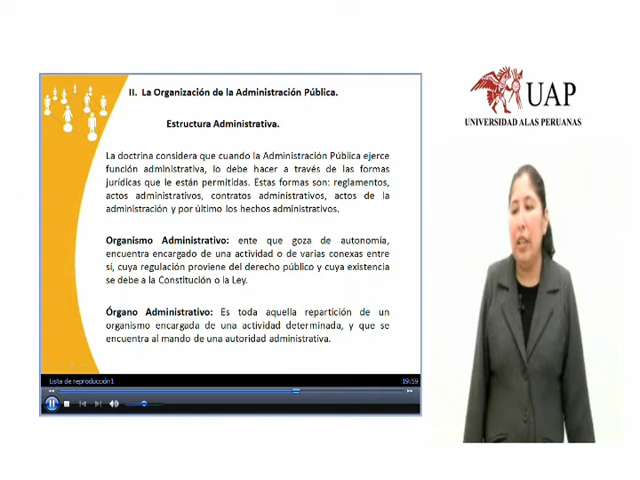 II. La Organización de la Administración Pública.
Estructura Administrativa.
La doctrina considera que cuando la Administración Pública ejerce
función administrativa, lo debe hacer a través de las formas
jurídicas que le están permitidas. Estas formas son: reglamentos,
actos administrativos, contratos administrativos, actos de la
administración y por último los hechos administrativos.
Organismo Administrativo: ente que goza de autonomía,
encuentra encargado de una actividad o de varias conexas entre
sí, cuya regulación proviene del derecho público y cuya existencia
se debe a la Constitución o la Ley.
Órgano Administrativo: Es toda aquella repartición de un
organismo encargada de una actividad determinada, y que se
encuentra al mando de una autoridad administrativa.
Lista de reproducción1
19:59
UAP
UNIVERSIDAD ALAS PERUANAS